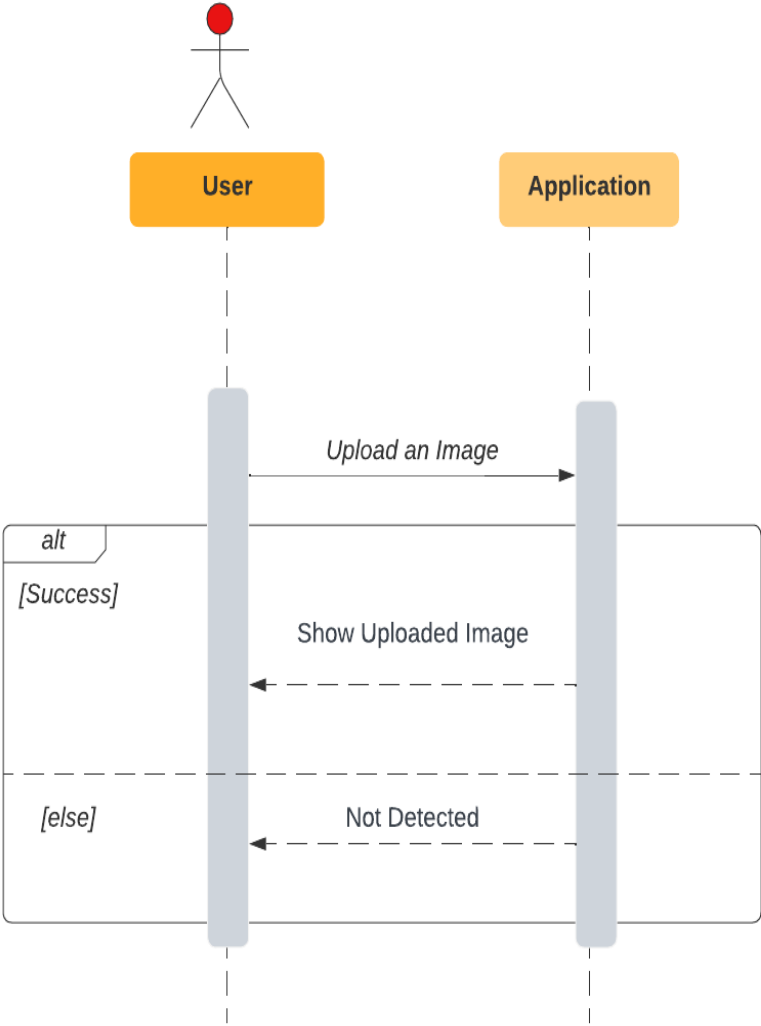 User
Application
Upload an Image
alt
[Success]
Show Uploaded Image
[else]
Not Detected